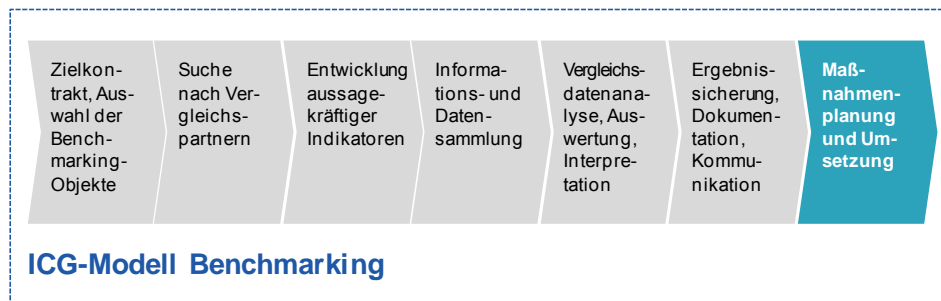 Zielkon-
trakt, Aus-
wahl der
Bench-
marking-
Objekte
Suche
nach Ver-
gleichs-
partnern
Entwicklung
aussage-
kräftiger
Indikatoren
Informa-
tions- und
Daten-
sammlung
Vergleichs-
datenana-
lyse, Aus-
wertung,
Interpre-
tation
Ergebnis-
sicherung,
Dokumen-
tation,
Kommu-
nikation
Maß-
nahmen-
planung
und Um-
setzung
ICG-Modell Benchmarking